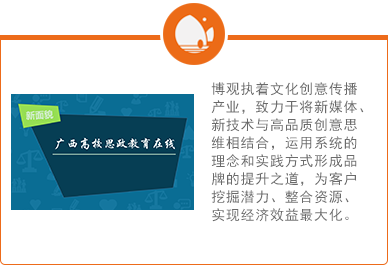 新面貌
广西高校思政教育在线
博观执着文化创意传播
产业，致力于将新媒体、
新技术与高品质创意思
维相结合，运用系统的
理念和实践方式形成品
牌的提升之道，为客户
挖掘潜力、整合资源、
实现经济效益最大化。